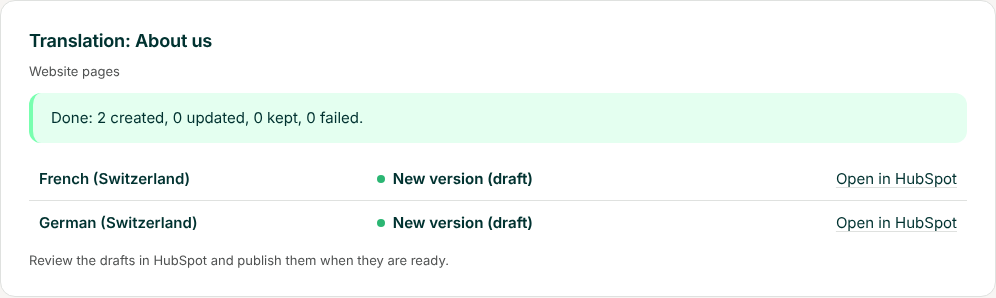 Translation: About us
Website pages
Done: 2 created, 0 updated, 0 kept, 0 failed.
French (Switzerland) New version (draft) Open in HubSpot
German (Switzerland) New version (draft) Open in HubSpot
Review the drafts in HubSpot and publish them when they are ready.